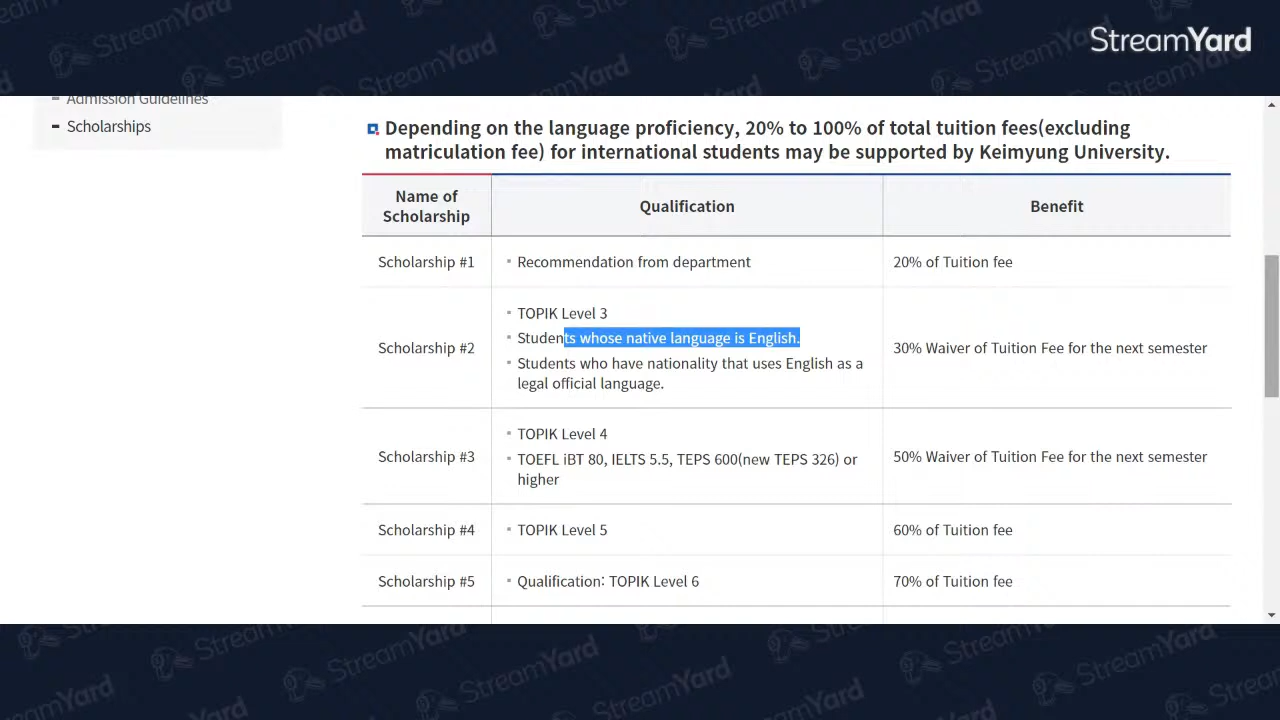 StreamYard
Admission Guidelines
Scholarships
Depending on the language proficiency, 20% to 100% of total tuition fees(excluding
matriculation fee) for international students may be supported by Keimyung University.
Name of
Scholarship
Qualification
Benefit
Scholarship #1
Recommendation from department
20% of Tuition fee
Scholarship #2
TOPIK Level 3
Students whose native language is English.
Students who have nationality that uses English as a
legal official language.
30% Waiver of Tuition Fee for the next semester
Scholarship #3
TOPIK Level 4
TOEFL iBT 80, IELTS 5.5, TEPS 600(new TEPS 326) or
higher
50% Waiver of Tuition Fee for the next semester
Scholarship #4
TOPIK Level 5
60% of Tuition fee
Scholarship #5
Qualification: TOPIK Level 6
70% of Tuition fee